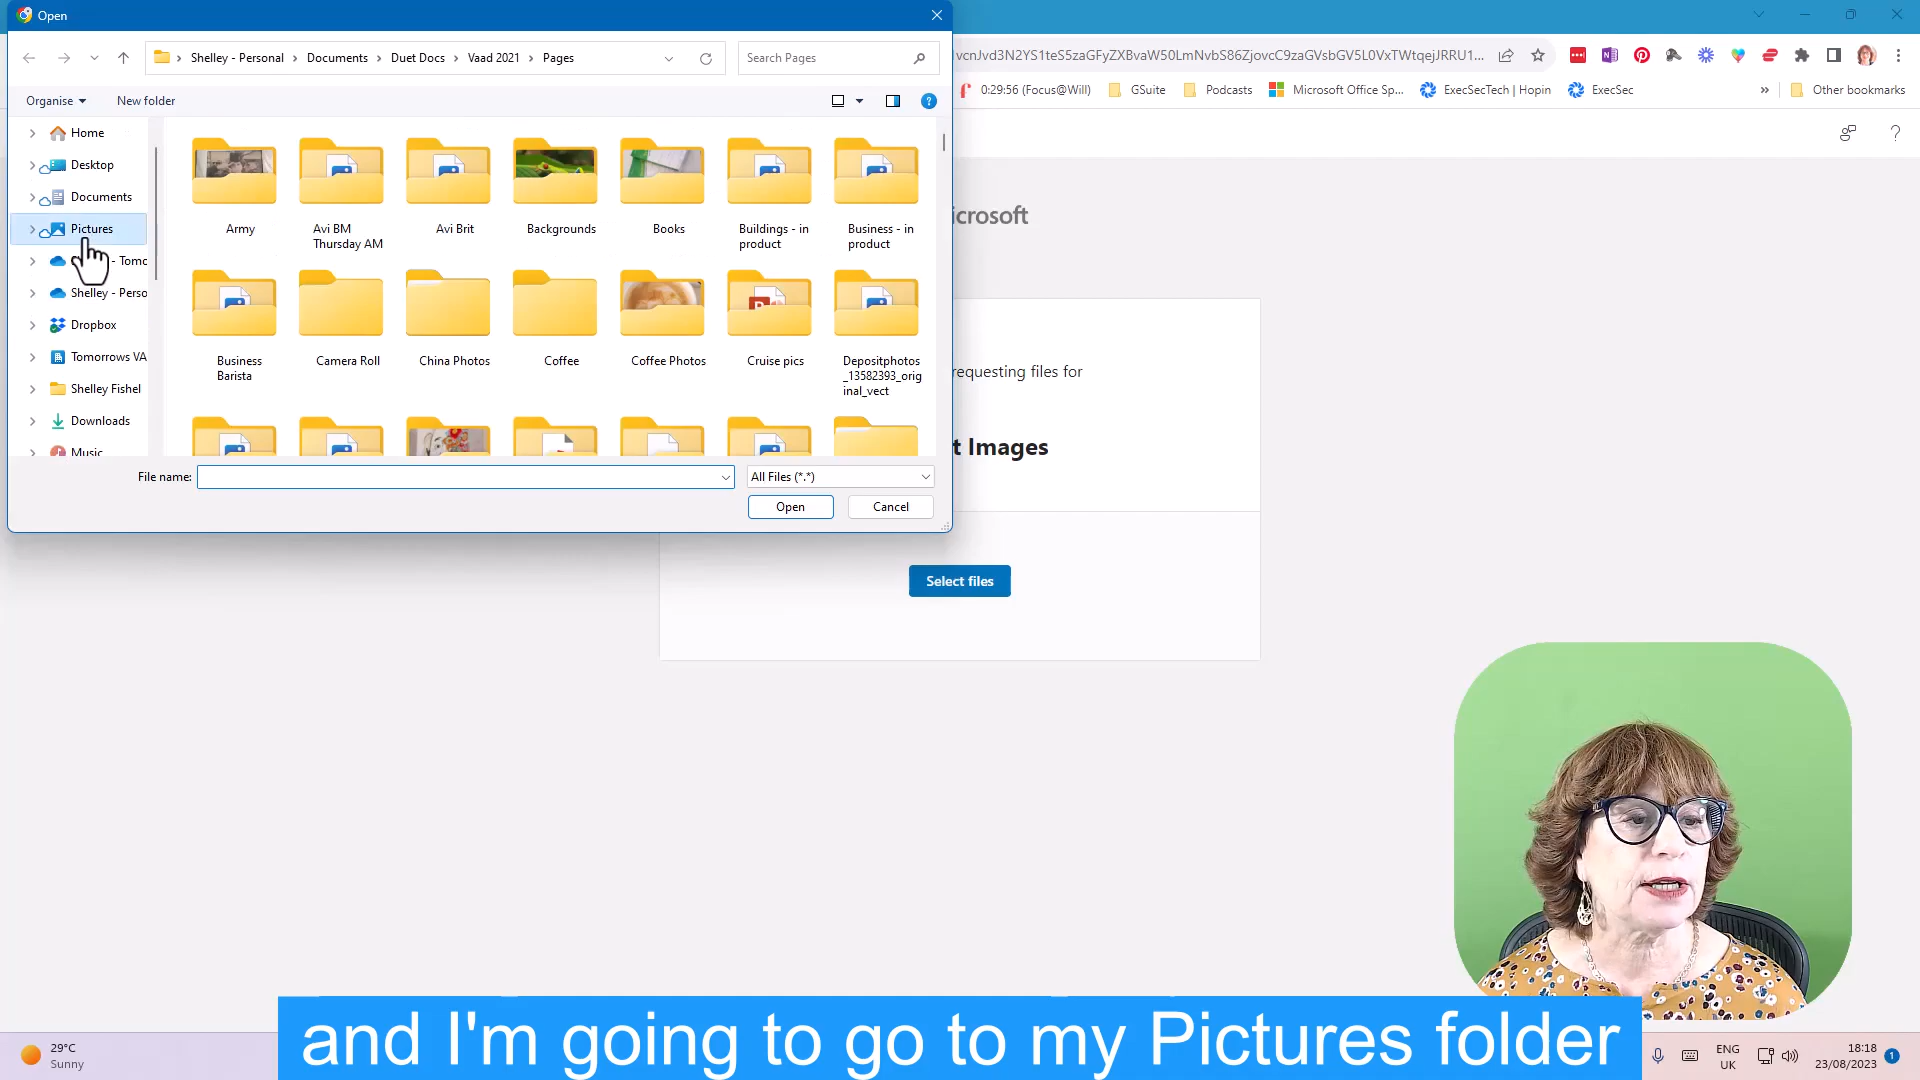 Open
Shelley - Personal > Documents > Duet Docs > Vaad 2021 > Pages
Search Pages
vcnJvd3N2YS1teS5zaGFyZXBvaW50LmNvbS86ZjovcC9zaGVsbGV5L0VxTWtqejJRRU1...
Organise
New folder
0:29:56 (Focus@Will)
GSuite
Podcasts
Microsoft Office Sp...
ExecSecTech | Hopin
ExecSec
»
Other bookmarks
Home
Desktop
Documents
Pictures
- Tomo
Shelley - Perso
Dropbox
Tomorrows VA
Shelley Fishel
Downloads
Music
Army
Avi BM
Thursday AM
Avi Brit
Backgrounds
Books
Buildings - in
product
Business - in
product
Business
Barista
Camera Roll
China Photos
Coffee
Coffee Photos
Cruise pics
Depositphotos
_13582393_orig
inal_vect
File name:
All Files (*.*)
Open
Cancel
icrosoft
requesting files for
t Images
Select files
and I'm going to go to my Pictures folder
29°C
Sunny
ENG
UK
18:18
23/08/2023
1